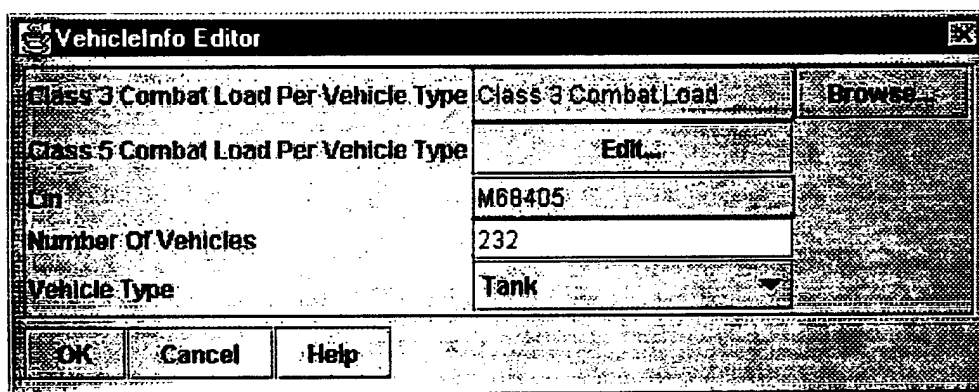 VehicleInfo Editor
Class 3 Combat Load Per Vehicle Type Class 3 Combat Load Browse...
Class 5 Combat Load Per Vehicle Type Edit...
Lin M68405
Number Of Vehicles 232
Vehicle Type Tank
OK Cancel Help